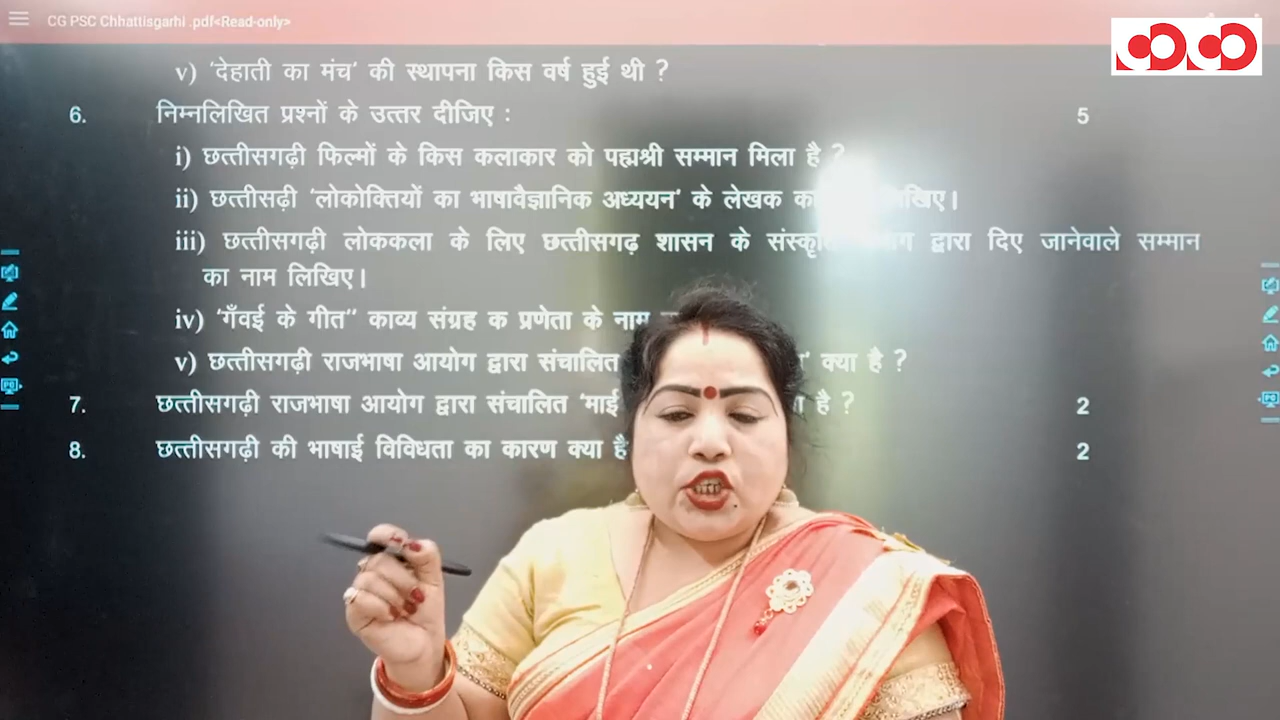 CG PSC Chhattisgarhi .pdf<Read-only>
v) ‘देहाती का मंच’ की स्थापना किस वर्ष हुई थी ?
6. निम्नलिखित प्रश्नों के उत्तर दीजिए : 5
i) छत्तीसगढ़ी फिल्मों के किस कलाकार को पद्मश्री सम्मान मिला है ?
ii) छत्तीसढ़ी ‘लोकोक्तियों का भाषावैज्ञानिक अध्ययन’ के लेखक
iii) छत्तीसगढ़ी लोककला के लिए छत्तीसगढ़ शासन के द्वारा दिए जानेवाले सम्मान
का नाम लिखिए।
iv) ‘गँवई के गीत’’ काव्य संग्रह क प्रणेता के नाम
v) छत्तीसगढ़ी राजभाषा आयोग द्वारा संचालित क्या है ?
7. छत्तीसगढ़ी राजभाषा आयोग द्वारा संचालित ‘माई है ? 2
8. छत्तीसगढ़ी की भाषाई विविधता का कारण क्या है 2